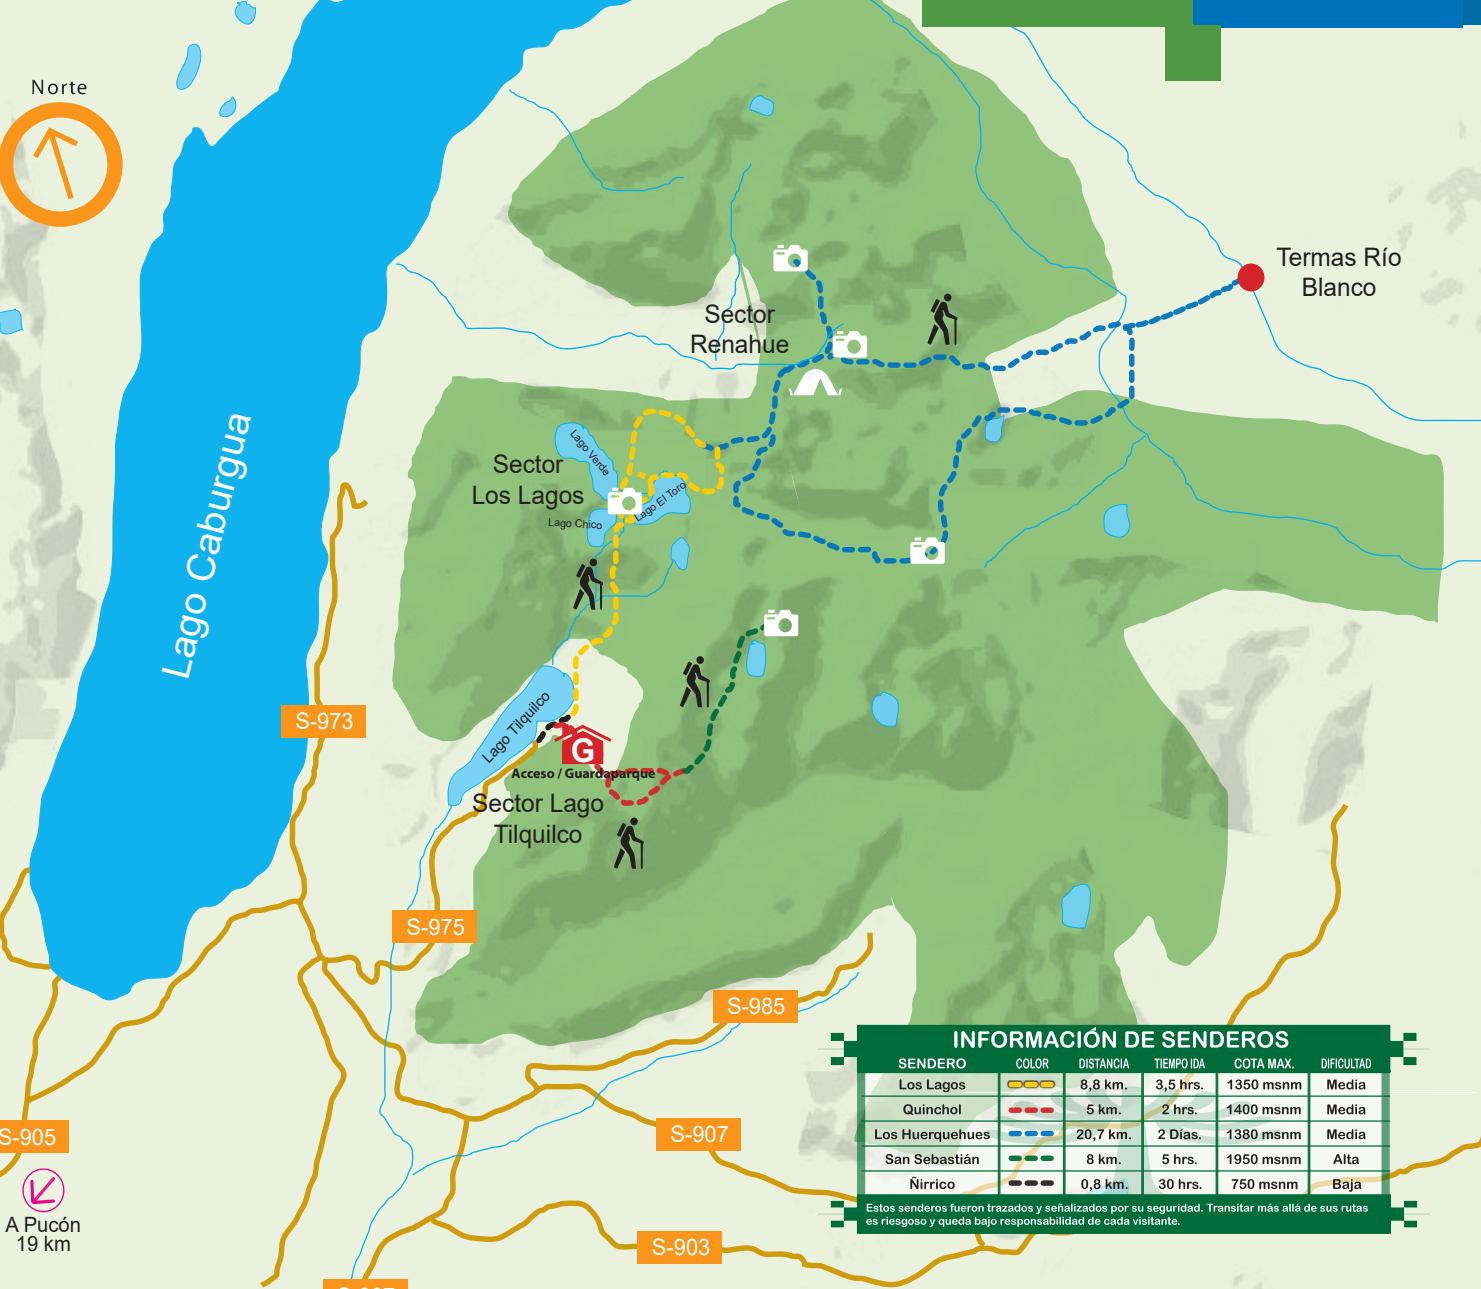 Norte
Termas Río
Blanco
Sector
Renahue
Lago Caburgua
Sector
Los Lagos
Lago Verde
Lago El Toro
Lago Chico
S-973
Lago Tilquilco
G
Acceso / Guardaparque
Sector Lago
Tilquilco
S-975
S-985
S-905
S-907
S-903
A Pucón
19 km
INFORMACIÓN DE SENDEROS
SENDERO COLOR DISTANCIA TIEMPO IDA COTA MAX. DIFICULTAD
Los Lagos 8,8 km. 3,5 hrs. 1350 msnm Media
Quinchol 5 km. 2 hrs. 1400 msnm Media
Los Huerquehues 20,7 km. 2 Días. 1380 msnm Media
San Sebastián 8 km. 5 hrs. 1950 msnm Alta
Ñirrico 0,8 km. 30 hrs. 750 msnm Baja
Estos senderos fueron trazados y señalizados por su seguridad. Transitar más allá de sus rutas
es riesgoso y queda bajo responsabilidad de cada visitante.